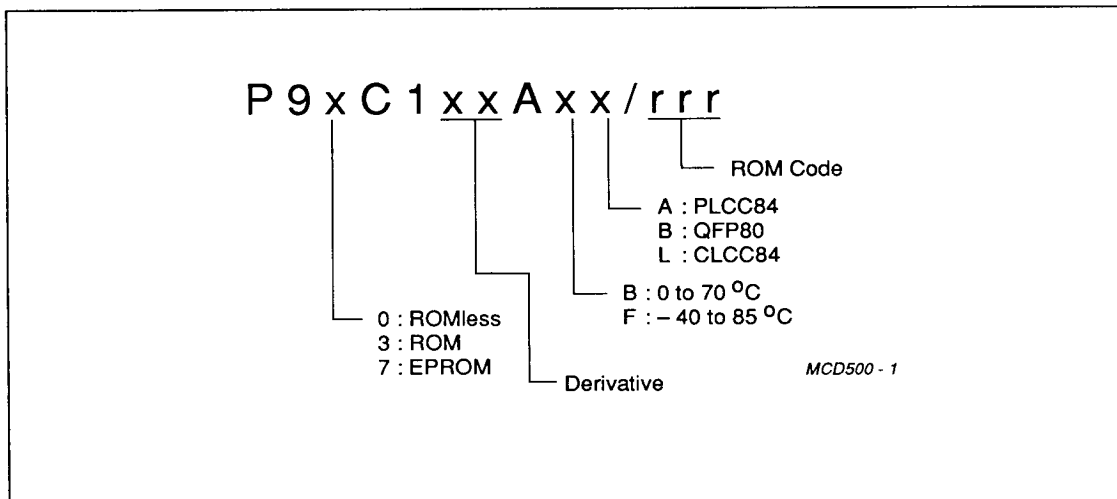 P9xC1xxAxx/rrr
ROM Code
A : PLCC84
B : QFP80
L : CLCC84
B : 0 to 70 °C
F : – 40 to 85 °C
0 : ROMless
3 : ROM
7 : EPROM
Derivative
MCD500 - 1